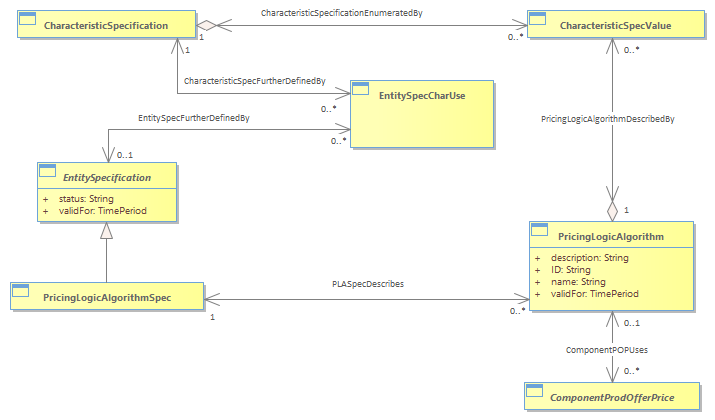 CharacteristicSpecification
CharacteristicSpecificationEnumeratedBy
CharacteristicSpecValue
1
0..*
1
0..*
CharacteristicSpecFurtherDefinedBy
EntitySpecCharUse
0..*
EntitySpecFurtherDefinedBy
PricingLogicAlgorithmDescribedBy
0..*
0..1
EntitySpecification
+ status: String
+ validFor: TimePeriod
1
PricingLogicAlgorithm
+ description: String
+ ID: String
+ name: String
+ validFor: TimePeriod
PricingLogicAlgorithmSpec
PLASpecDescribes
1
0..*
0..1
ComponentPOPUses
0..*
ComponentProdOfferPrice